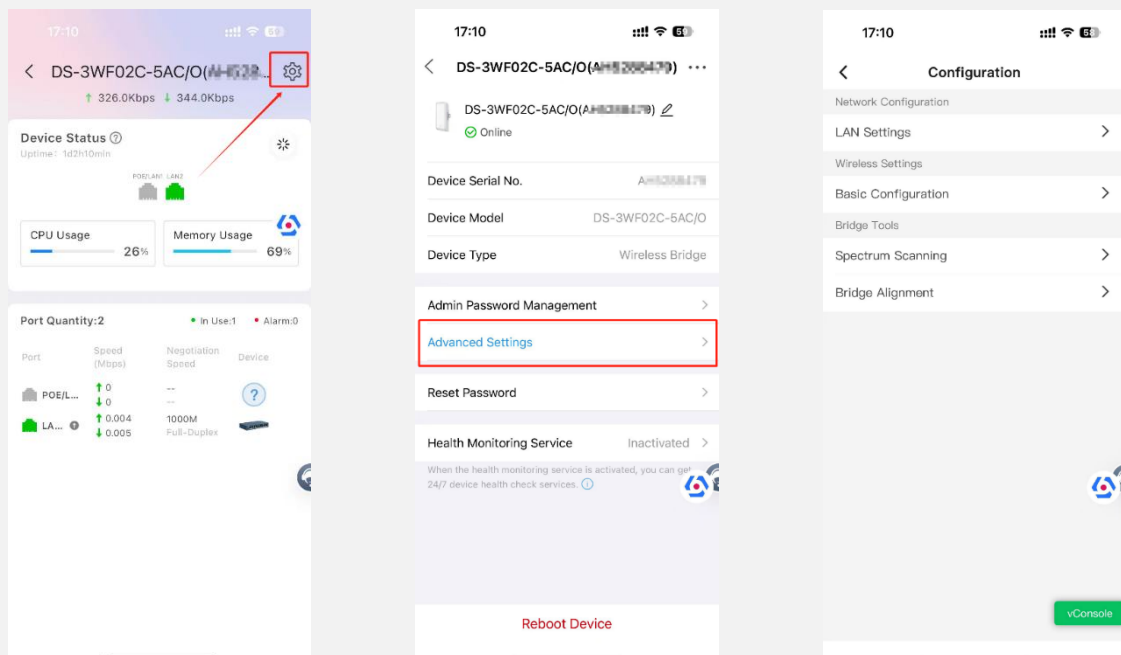 17:10
DS-3WF02C-5AC/O(
↑ 326.0Kbps ↓ 344.0Kbps
Device Status
Uptime: 1d2h10min
POE/LAN1 LAN2
CPU Usage
26%
Memory Usage
69%
Port Quantity:2
In Use:1
Alarm:0
Port
Speed (Mbps)
Negotiation Speed
Device
POE/L...
↑ 0
↓ 0
--
--
?
LA...
↑ 0.004
↓ 0.005
1000M
Full-Duplex
17:10
DS-3WF02C-5AC/O( ) ...
DS-3WF02C-5AC/O( )
Online
Device Serial No.
Device Model
DS-3WF02C-5AC/O
Device Type
Wireless Bridge
Admin Password Management
Advanced Settings
Reset Password
Health Monitoring Service
Inactivated
When the health monitoring service is activated, you can get
24/7 device health check services.
Reboot Device
17:10
Configuration
Network Configuration
LAN Settings
Wireless Settings
Basic Configuration
Bridge Tools
Spectrum Scanning
Bridge Alignment
vConsole